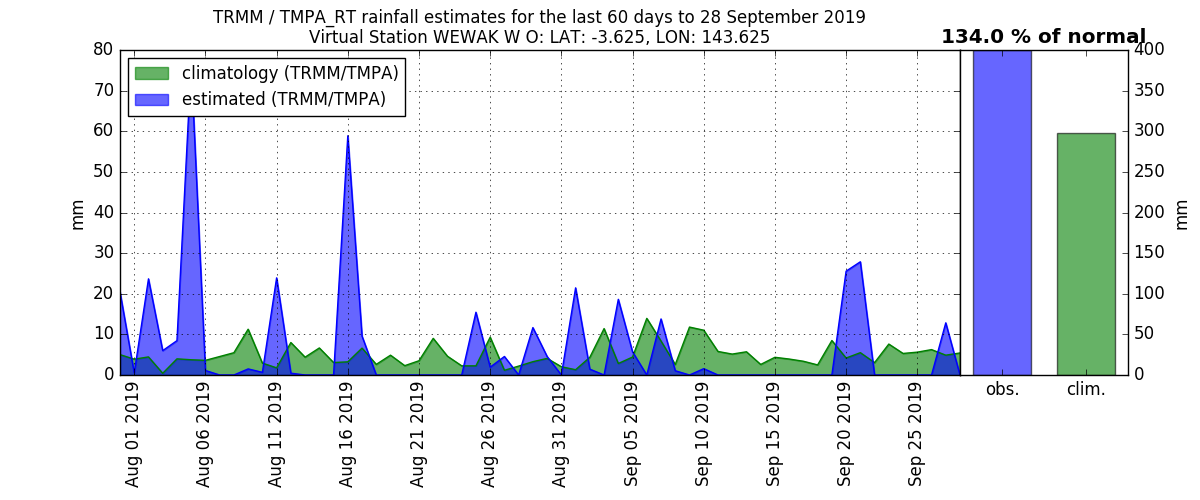 TRMM / TMPA_RT rainfall estimates for the last 60 days to 28 September 2019
Virtual Station WEWAK W O: LAT: -3.625, LON: 143.625
134.0 % of normal
climatology (TRMM/TMPA)
estimated (TRMM/TMPA)
80
70
60
50
40
30
20
10
0
mm
400
350
300
250
200
150
100
50
0
mm
Aug 01 2019
Aug 06 2019
Aug 11 2019
Aug 16 2019
Aug 21 2019
Aug 26 2019
Aug 31 2019
Sep 05 2019
Sep 10 2019
Sep 15 2019
Sep 20 2019
Sep 25 2019
obs.
clim.